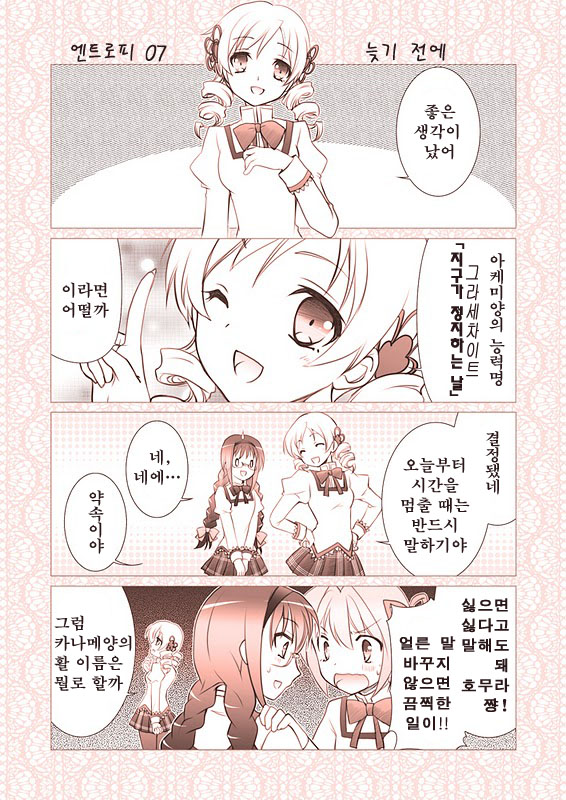 엔트로피 07
늦기 전에
좋은
생각이
났어
아케미양의 능력명
그라세차이트
「지구가 정지하는 날」
이라면
어떨까
결정됐네
오늘부터
시간을
멈출 때는
반드시
말하기야
네,
네에…
약속이야
싫으면
싫다고
말해도
돼
호무라
쨩!
얼른 말
바꾸지
않으면
끔찍한
일이!!
그럼
카나메양의
활 이름은
뭘로 할까